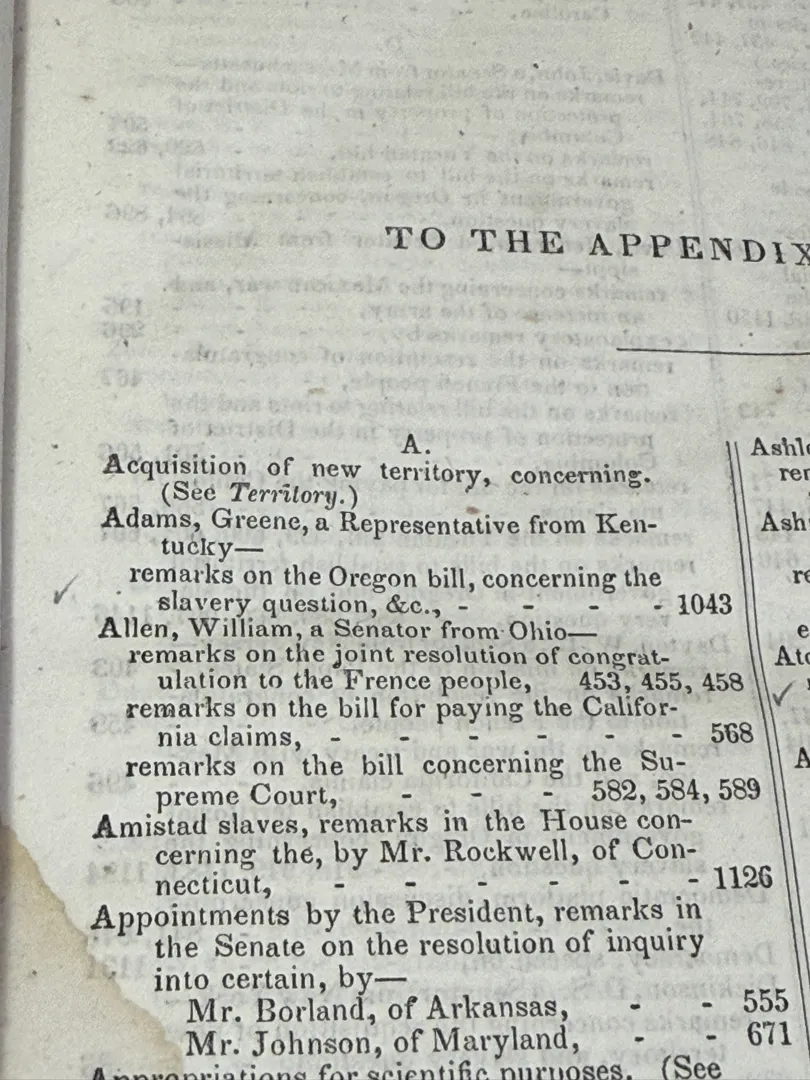 TO THE APPENDIX
A.
Acquisition of new territory, concerning.
(See Territory.)
Adams, Greene, a Representative from Ken-
tucky—
remarks on the Oregon bill, concerning the
slavery question, &c., - - - - 1043
Allen, William, a Senator from Ohio—
remarks on the joint resolution of congrat-
ulation to the Frence people, 453, 455, 458
remarks on the bill for paying the Califor-
nia claims, - - - - - - 568
remarks on the bill concerning the Su-
preme Court, - - - 582, 584, 589
Amistad slaves, remarks in the House con-
cerning the, by Mr. Rockwell, of Con-
necticut, - - - - - - 1126
Appointments by the President, remarks in
the Senate on the resolution of inquiry
into certain, by—
Mr. Borland, of Arkansas, - - 555
Mr. Johnson, of Maryland, - - 671
Appropriations for scientific purposes. (See